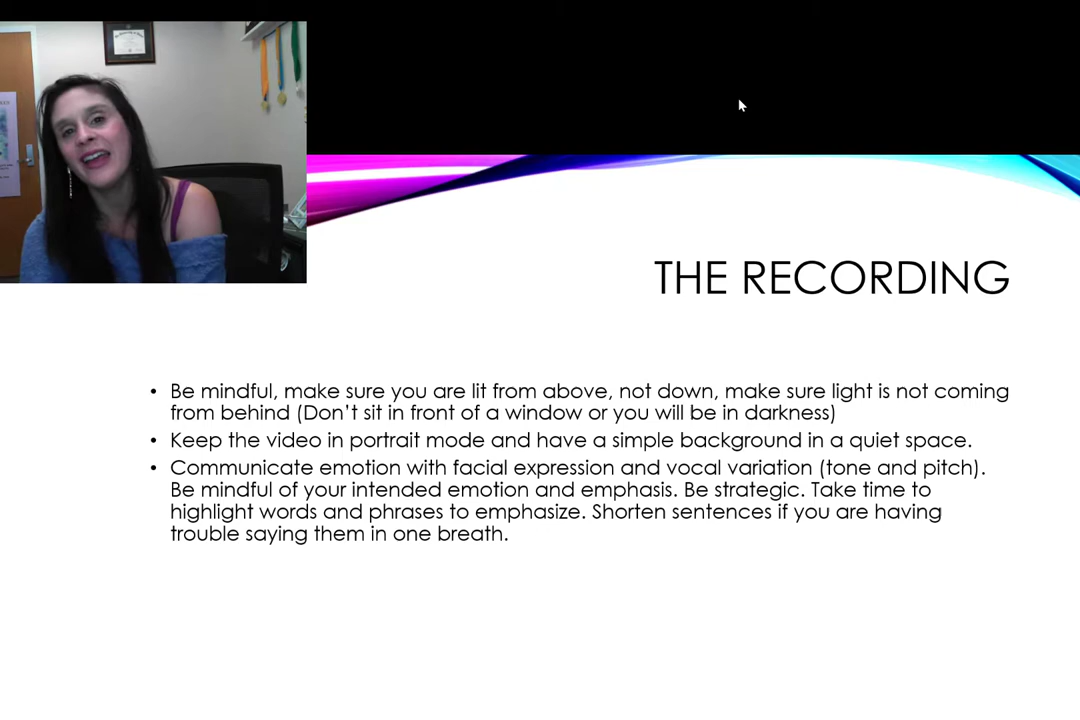 THE RECORDING
• Be mindful, make sure you are lit from above, not down, make sure light is not coming
from behind (Don't sit in front of a window or you will be in darkness)
• Keep the video in portrait mode and have a simple background in a quiet space.
• Communicate emotion with facial expression and vocal variation (tone and pitch).
Be mindful of your intended emotion and emphasis. Be strategic. Take time to
highlight words and phrases to emphasize. Shorten sentences if you are having
trouble saying them in one breath.